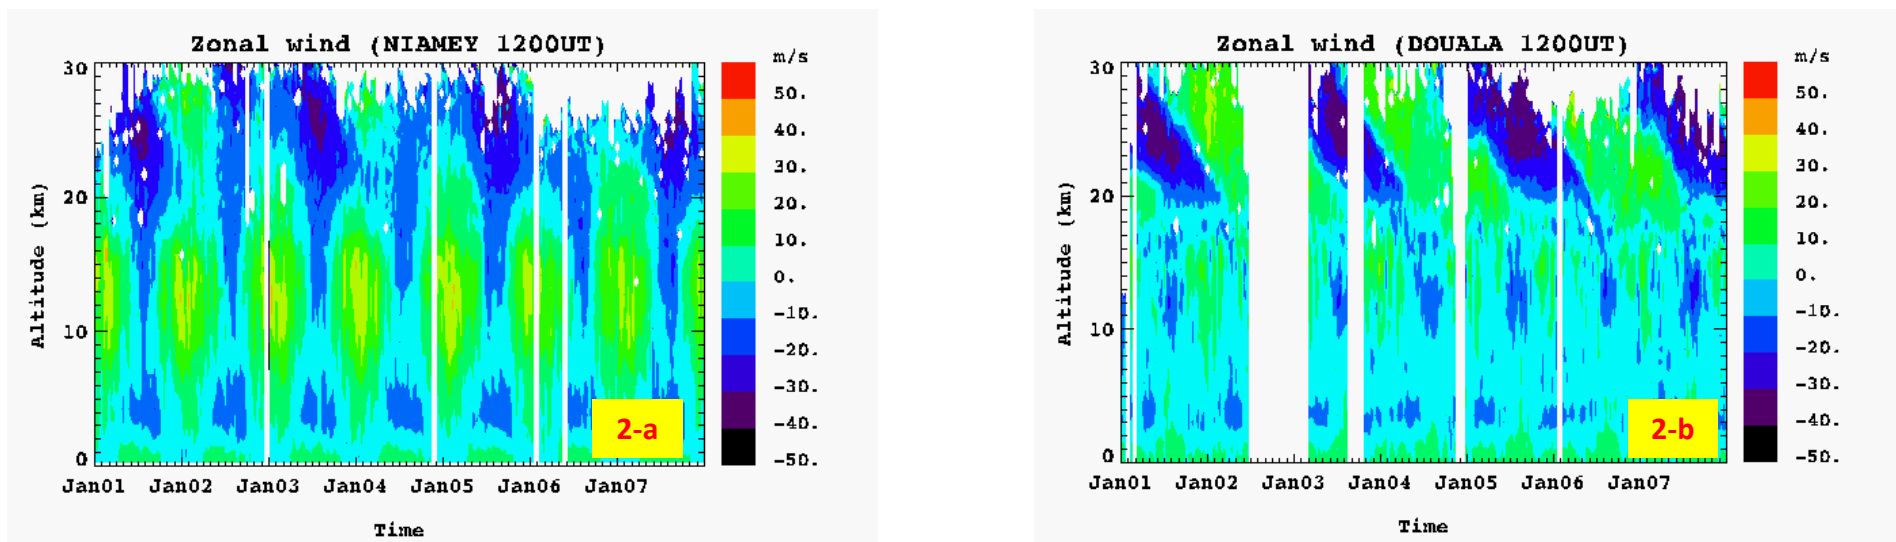 Zonal wind (NIAMEY 1200UT)
m/s
30
20
10
0
Altitude (km)
50.
40.
30.
20.
10.
0.
-10.
-20.
-30.
-40.
-50.
2-a
Jan01 Jan02 Jan03 Jan04 Jan05 Jan06 Jan07
Time
Zonal wind (DOUALA 1200UT)
m/s
30
20
10
0
Altitude (km)
50.
40.
30.
20.
10.
0.
-10.
-20.
-30.
-40.
-50.
2-b
Jan01 Jan02 Jan03 Jan04 Jan05 Jan06 Jan07
Time